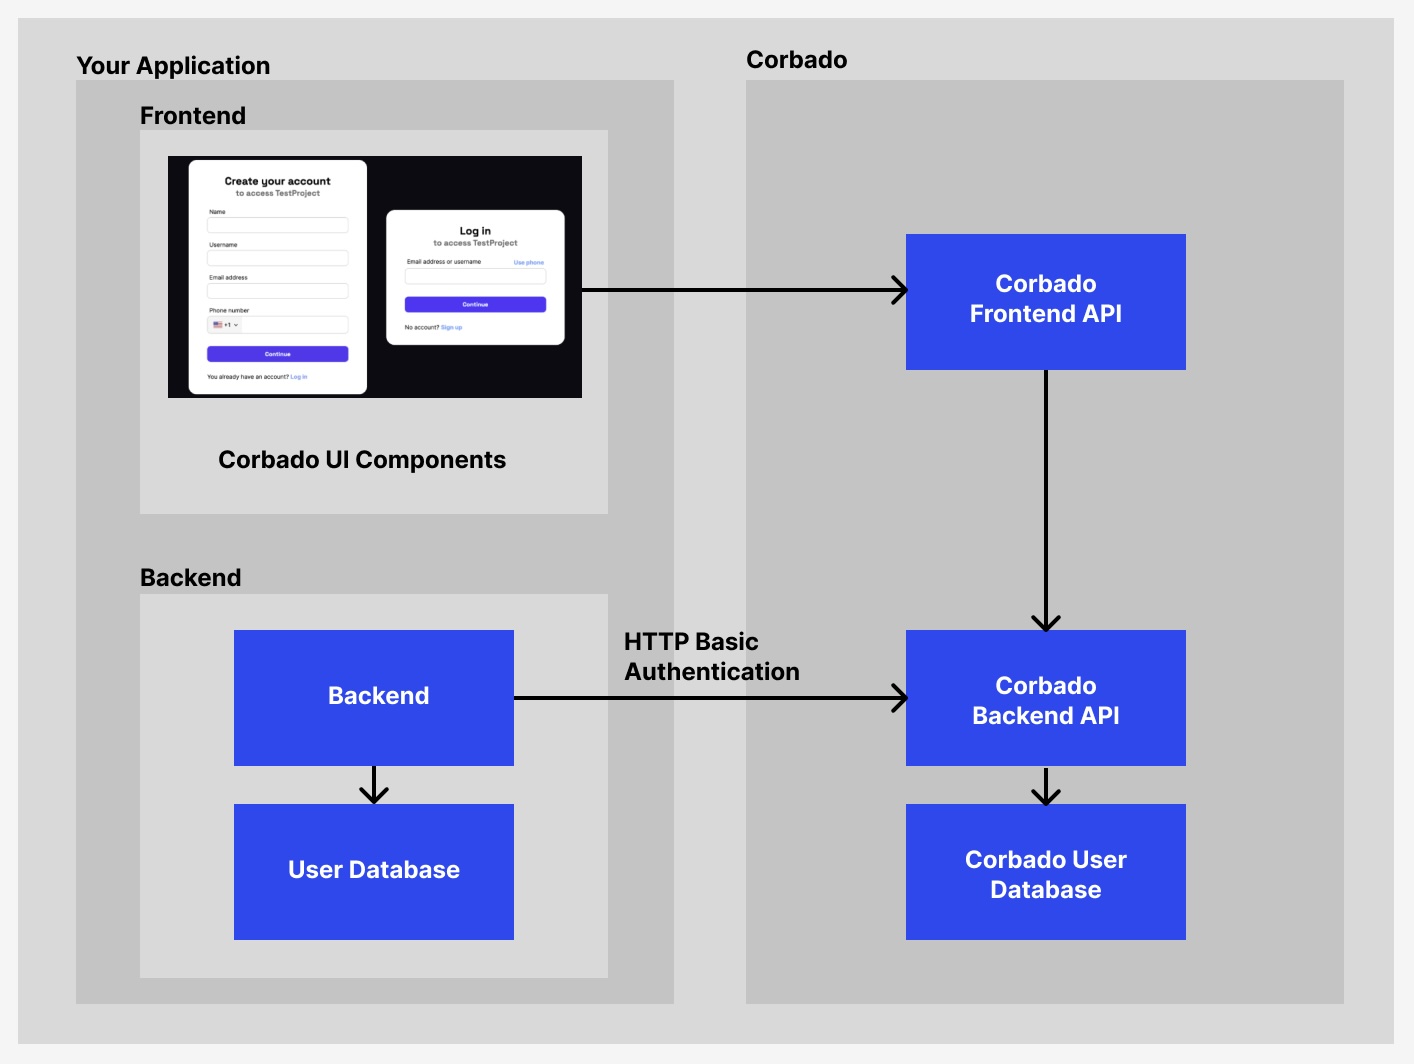 Your Application
Corbado
Frontend
Create your account
to access TestProject
Name
Username
Email address
Phone number
+1
Continue
You already have an account? Log in
Log in
to access TestProject
Email address or username
Use phone
Continue
No account? Sign up
Corbado UI Components
Corbado
Frontend API
Backend
Backend
HTTP Basic
Authentication
Corbado
Backend API
User Database
Corbado User
Database